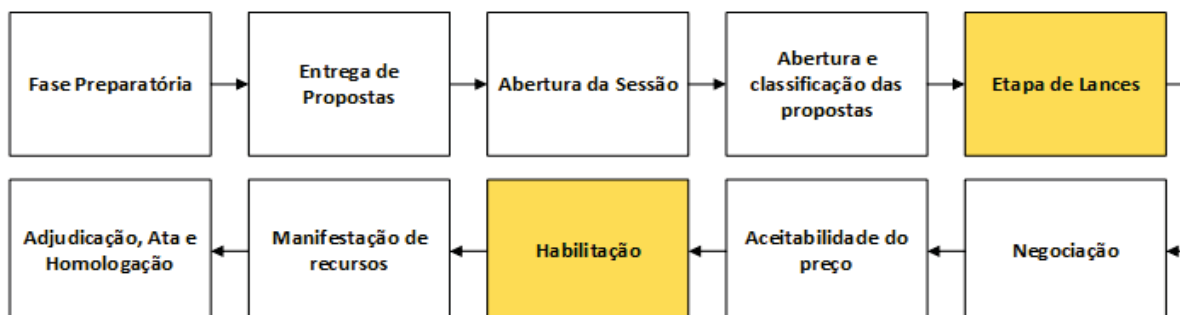 Fase Preparatória
Entrega de
Propostas
Abertura da Sessão
Abertura e
classificação das
propostas
Etapa de Lances
Adjudicação, Ata e
Homologação
Manifestação de
recursos
Habilitação
Aceitabilidade do
preço
Negociação